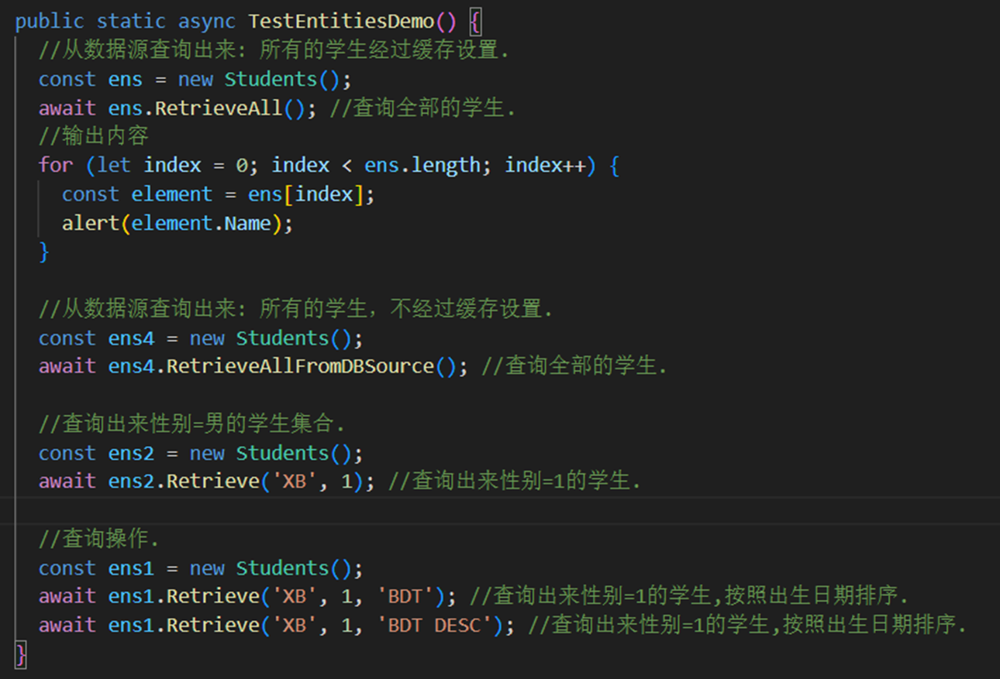 public static async TestEntitiesDemo() {
//从数据源查询出来: 所有的学生经过缓存设置.
const ens = new Students();
await ens.RetrieveAll(); //查询全部的学生.
//输出内容
for (let index = 0; index < ens.length; index++) {
const element = ens[index];
alert(element.Name);
}
//从数据源查询出来: 所有的学生, 不经过缓存设置.
const ens4 = new Students();
await ens4.RetrieveAllFromDBSource(); //查询全部的学生.
//查询出来性别=男的学生集合.
const ens2 = new Students();
await ens2.Retrieve('XB', 1); //查询出来性别=1的学生.
//查询操作.
const ens1 = new Students();
await ens1.Retrieve('XB', 1, 'BDT'); //查询出来性别=1的学生,按照出生日期排序.
await ens1.Retrieve('XB', 1, 'BDT DESC'); //查询出来性别=1的学生,按照出生日期排序.
}